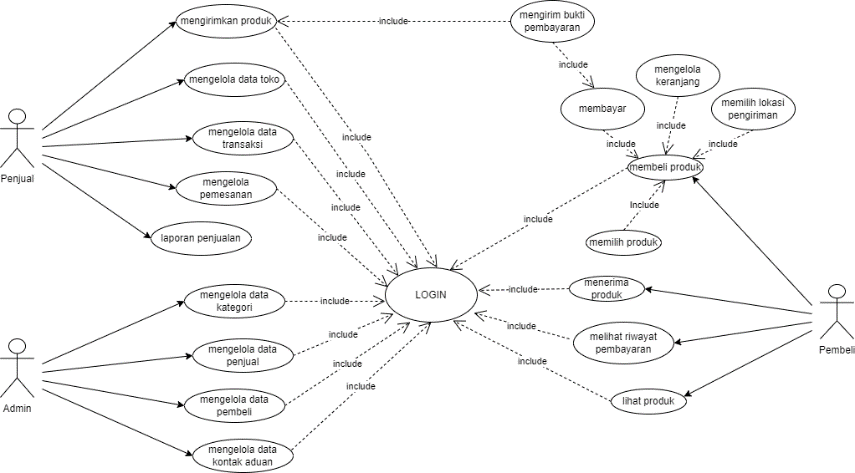 mengirimkan produk
include
mengirim bukti
pembayaran
include
mengelola
keranjang
mengelola data toko
membayar
memilih lokasi
pengiriman
include
mengelola data
transaksi
include
include
include
Penjual
include
membeli produk
mengelola
pemesanan
include
Include
include
laporan penjualan
include
memilih produk
LOGIN
menerima
produk
include
mengelola data
kategori
include
include
melihat riwayat
pembayaran
Pembeli
mengelola data
penjual
include
include
include
Admin
mengelola data
pembeli
include
lihat produk
mengelola data
kontak aduan